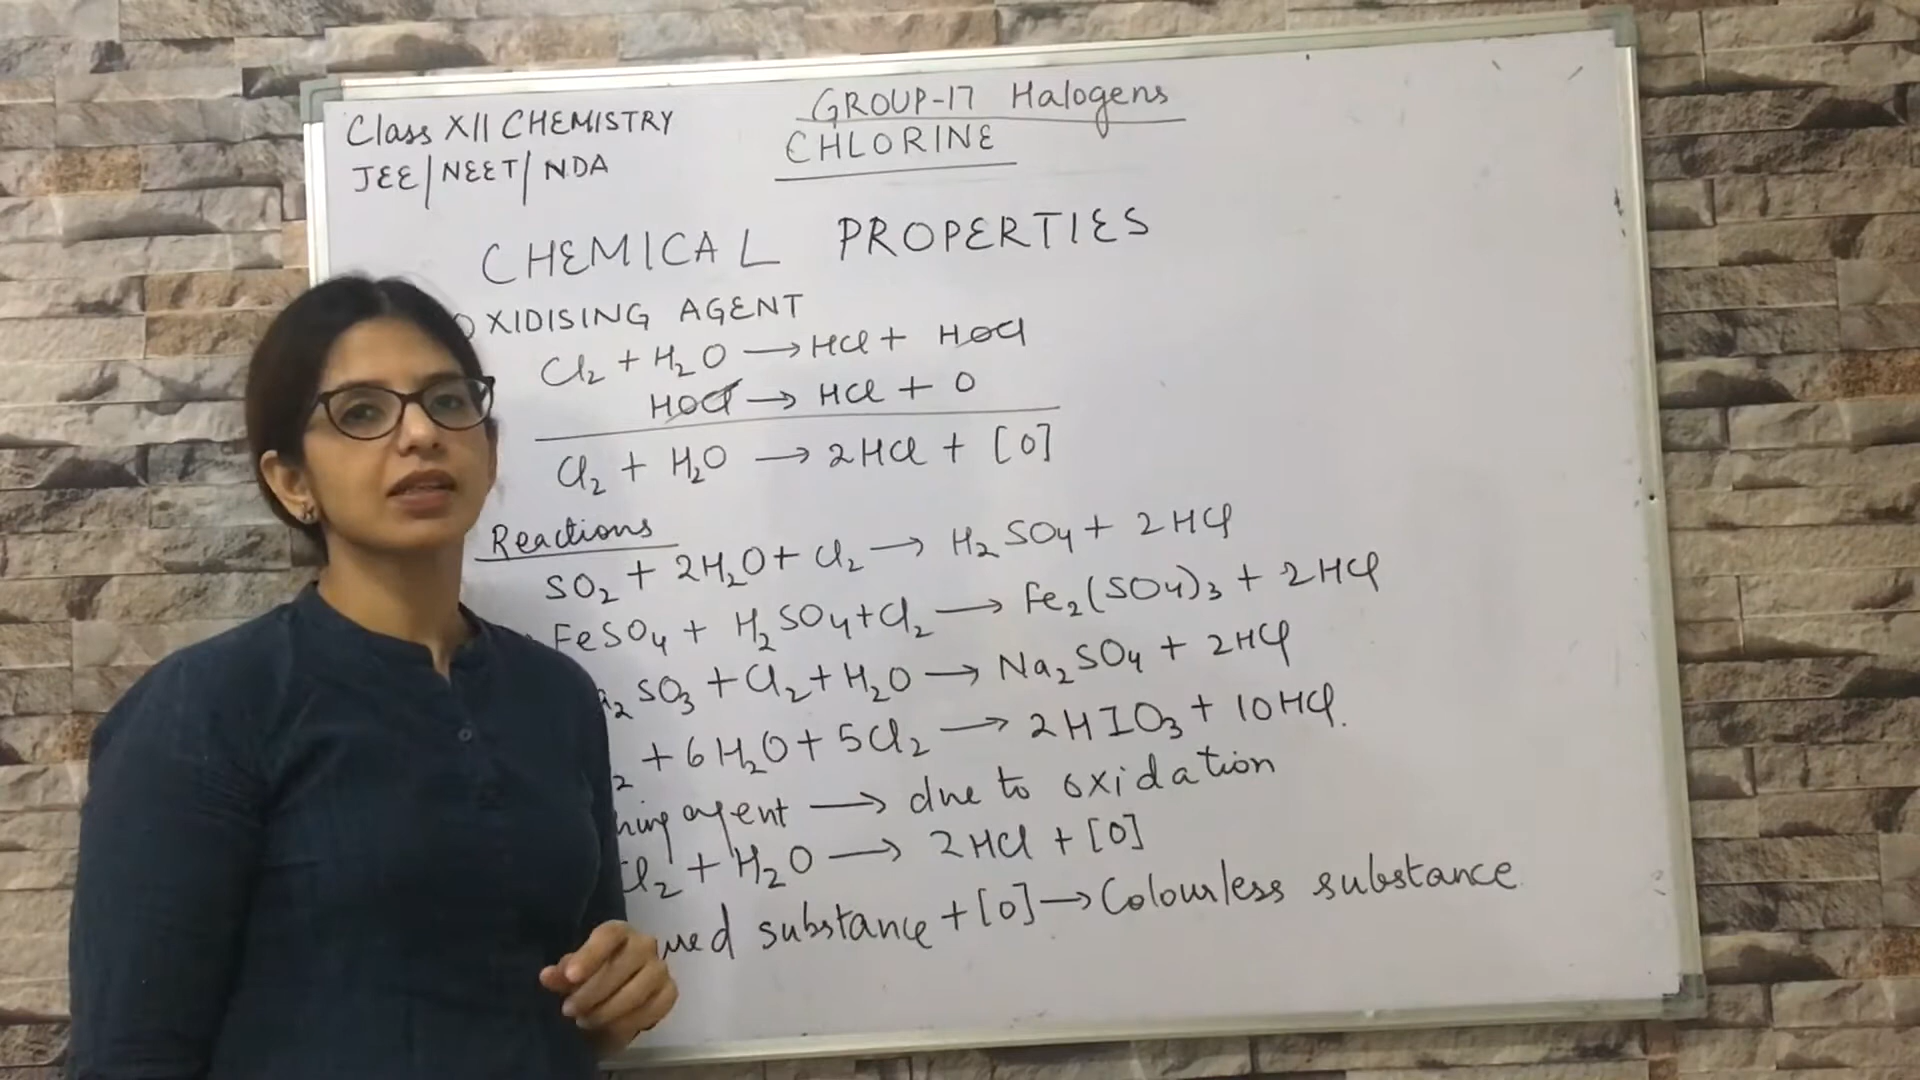 Class XII CHEMISTRY
JEE/NEET/NDA
GROUP-17 Halogens
CHLORINE
CHEMICAL PROPERTIES
OXIDISING AGENT
Cl₂ + H₂O → HCl + HOCl
HOCl → HCl + O
Cl₂ + H₂O → 2HCl + [O]
Reactions
SO₂ + 2H₂O + Cl₂ → H₂SO₄ + 2HCl
FeSO₄ + H₂SO₄ + Cl₂ → Fe₂(SO₄)₃ + 2HCl
SO₃ + Cl₂ + H₂O → Na₂SO₄ + 2HCl
+ 6H₂O + 5Cl₂ → 2HIO₃ + 10HCl.
agent → due to oxidation
Cl₂ + H₂O → 2HCl + [O]
substance + [O] → Colourless substance